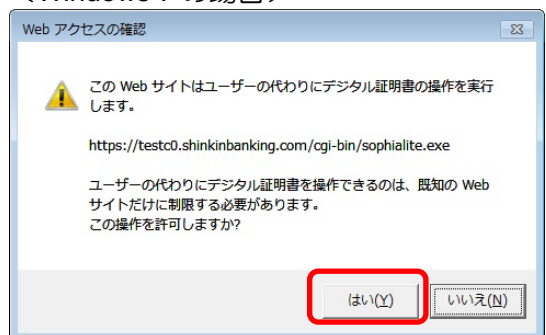 Web アクセスの確認
この Web サイトはユーザーの代わりにデジタル証明書の操作を実行
します。
https://testc0.shinkinbanking.com/cgi-bin/sophialite.exe
ユーザーの代わりにデジタル証明書を操作できるのは、既知の Web
サイトだけに制限する必要があります。
この操作を許可しますか?
はい(Y)
いいえ(N)